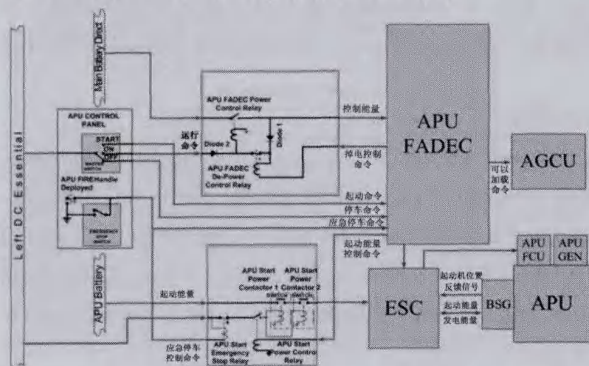 Left DC Essential
Main Battery Direct
APU Battery
APU CONTROL
PANEL
START
ON
OFF
MASTER
SWITCH
APU FIREHandle
Deployed
EMERGENCY
STOP
SWITCH
运行
命令
APU FADEC Power
Control Relay
Diode 1
Diode 2
APU FADEC
De-Power
Control Relay
控制能量
掉电控制
命令
起动命令
停车命令
应急停车命令
起动能量
控制命令
APU
FADEC
可以
加载
命令
AGCU
起动能量
应急停车
控制命令
APU Start
Power
Contactor 1
APU Start
Power
Contactor 2
APU Start
Emergency
Stop Relay
APU Start
Power Control
Relay
ESC
起动机位置
反馈信号
起动能量
发电能量
BSG
APU
FCU
APU
GEN
APU